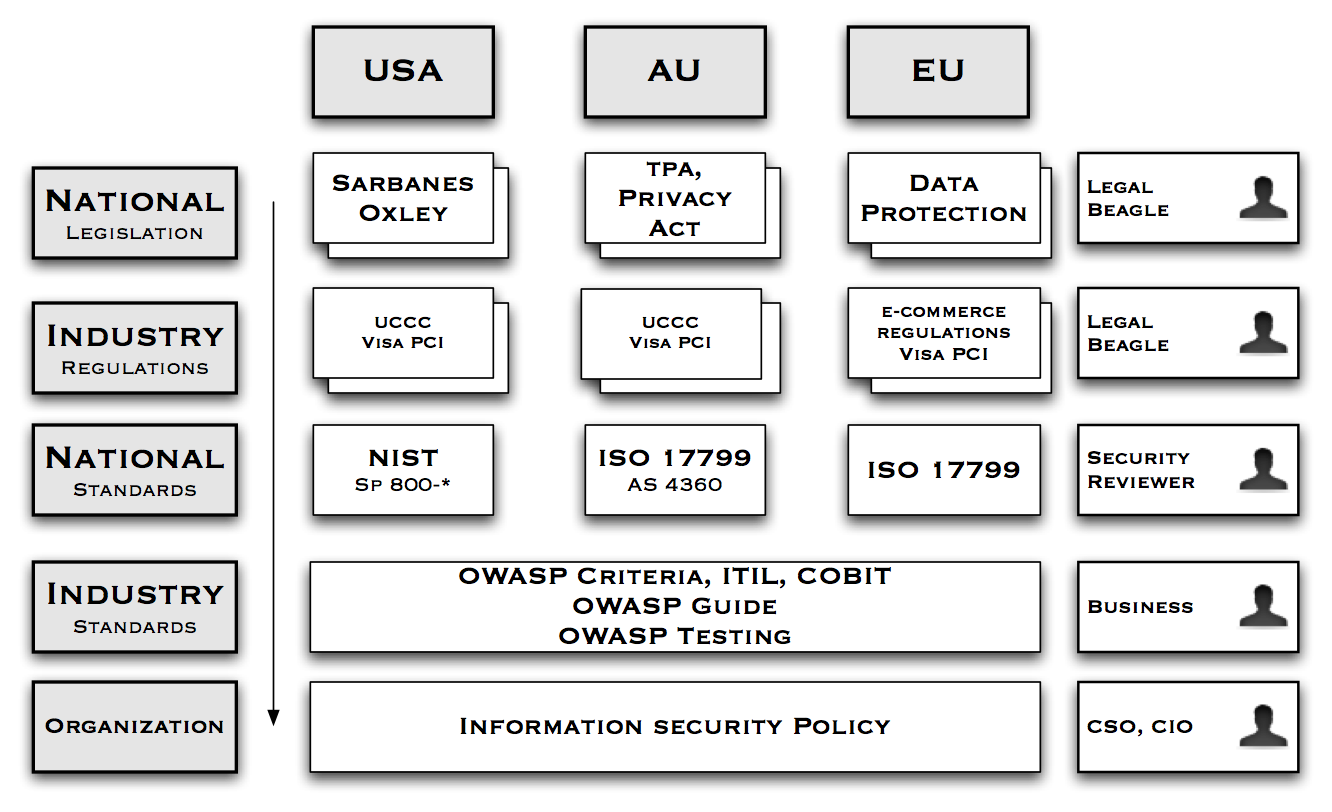 USA
AU
EU
National
Legislation
Sarbanes
Oxley
TPA,
Privacy
Act
Data
Protection
Legal
Beagle
Industry
Regulations
UCCC
Visa PCI
UCCC
Visa PCI
e-commerce
regulations
Visa PCI
Legal
Beagle
National
Standards
NIST
Sp 800-*
ISO 17799
AS 4360
ISO 17799
Security
Reviewer
Industry
Standards
OWASP Criteria, ITIL, COBIT
OWASP Guide
OWASP Testing
Business
Organization
Information security Policy
CSO, CIO